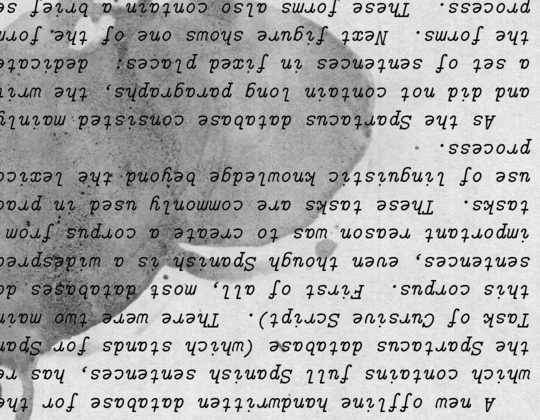 A new offline handwritten database for the
which contains full Spanish sentences, has re
the Spartacus database (which stands for Span
Task of Cursive Script). There were two main
this corpus. First of all, most databases do
sentences, even though Spanish is a widespre
important reason was to create a corpus from
tasks. These tasks are commonly used in prac
use of linguistic knowledge beyond the lexica
process.
As the Spartacus database consisted mainly
and did not contain long paragraphs, the writ
a set of sentences in fixed places: dedicate
the forms. Next figure shows one of the form
process. These forms also contain a brief se